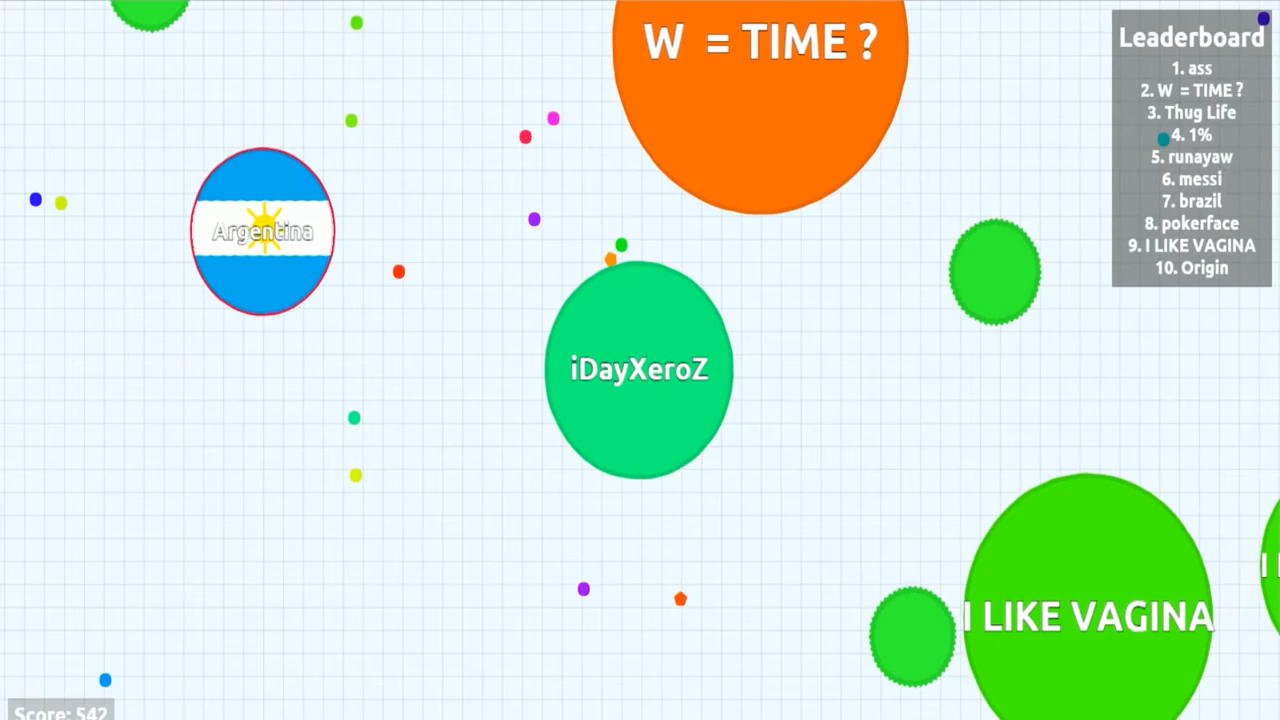 W = TIME ?
Leaderboard
1. ass
2. W = TIME ?
3. Thug Life
4. 1%
5. runayaw
6. messi
7. brazil
8. pokerface
9. I LIKE VAGINA
10. Origin
Argentina
iDayXeroZ
I LIKE VAGINA
Score: 542